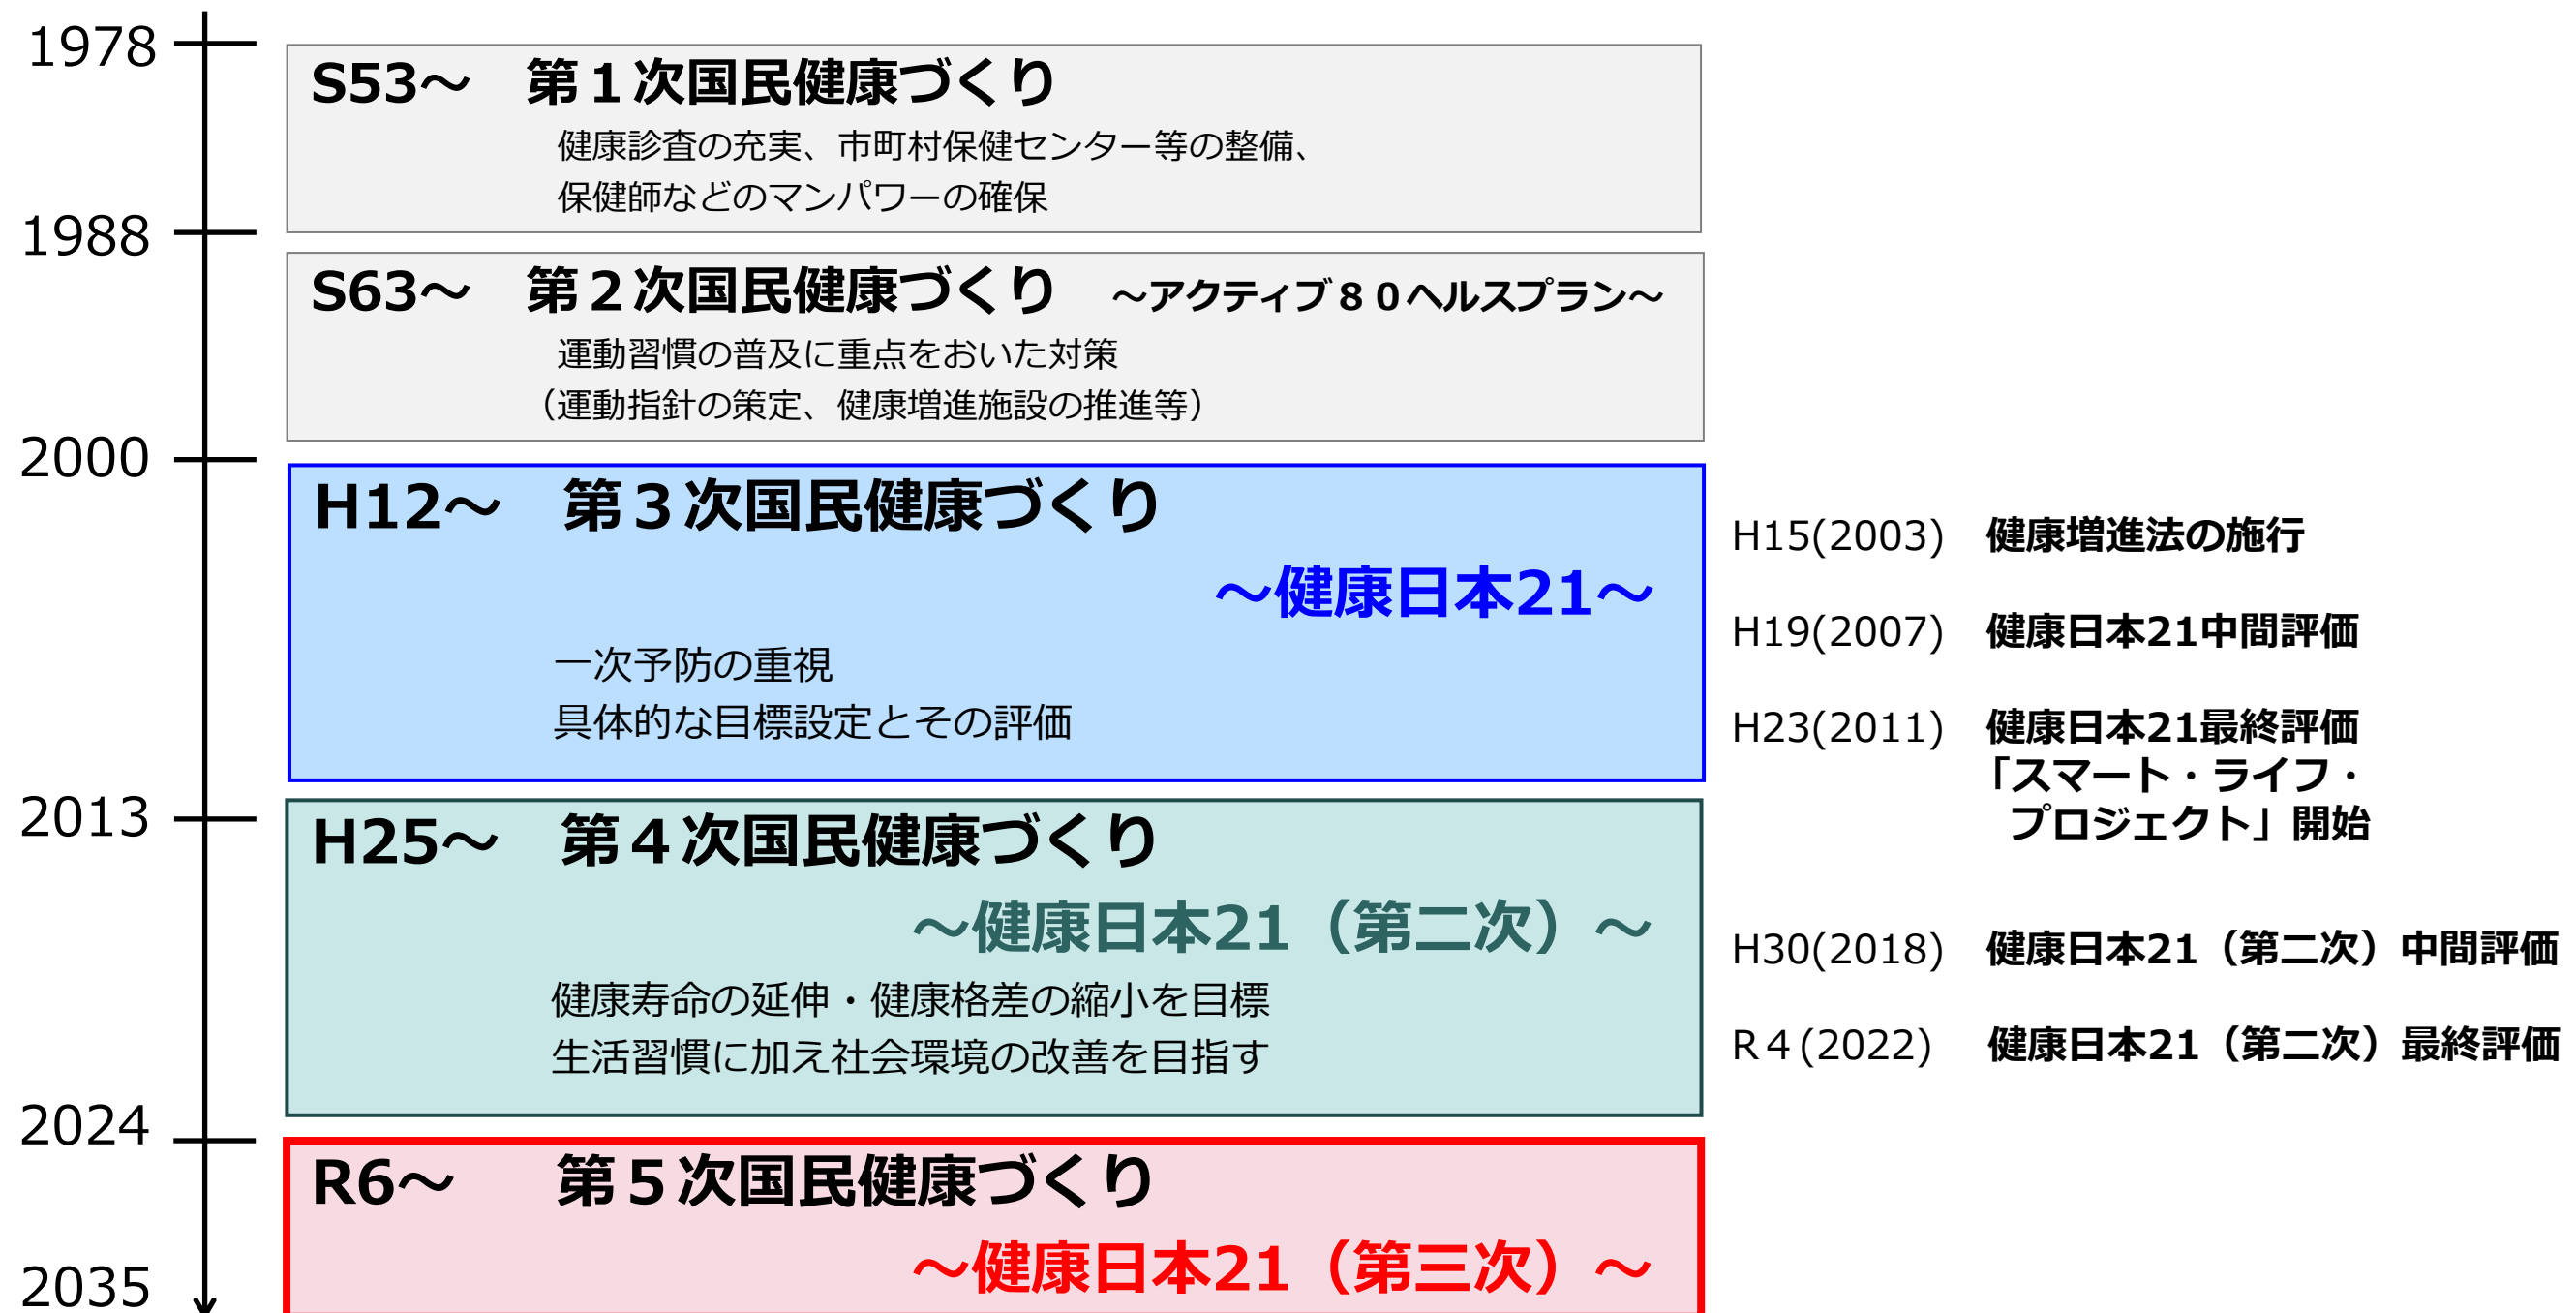 1978
S53～　第１次国民健康づくり
健康診査の充実、市町村保健センター等の整備、
保健師などのマンパワーの確保
1988
S63～　第２次国民健康づくり　～アクティブ８０ヘルスプラン～
運動習慣の普及に重点をおいた対策
（運動指針の策定、健康増進施設の推進等）
2000
H12～　第３次国民健康づくり
～健康日本21～
一次予防の重視
具体的な目標設定とその評価
H15(2003)　健康増進法の施行
H19(2007)　健康日本21中間評価
H23(2011)　健康日本21最終評価
「スマート・ライフ・
プロジェクト」開始
2013
H25～　第４次国民健康づくり
～健康日本21（第二次）～
健康寿命の延伸・健康格差の縮小を目標
生活習慣に加え社会環境の改善を目指す
H30(2018)　健康日本21（第二次）中間評価
R４(2022)　健康日本21（第二次）最終評価
2024
R6～　第５次国民健康づくり
～健康日本21（第三次）～
2035